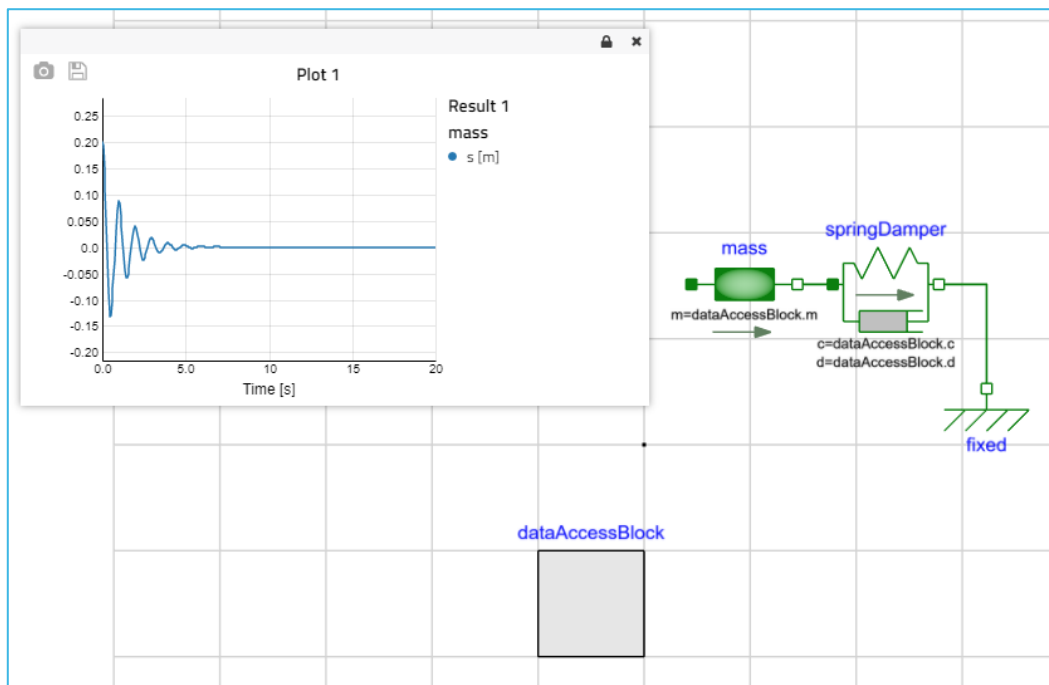 Plot 1
0.25
0.20
0.15
0.10
0.050
0.0
-0.050
-0.10
-0.15
-0.20
0.0 5.0 10 15 20
Time [s]
Result 1
mass
s [m]
mass
m=dataAccessBlock.m
springDamper
c=dataAccessBlock.c
d=dataAccessBlock.d
fixed
dataAccessBlock